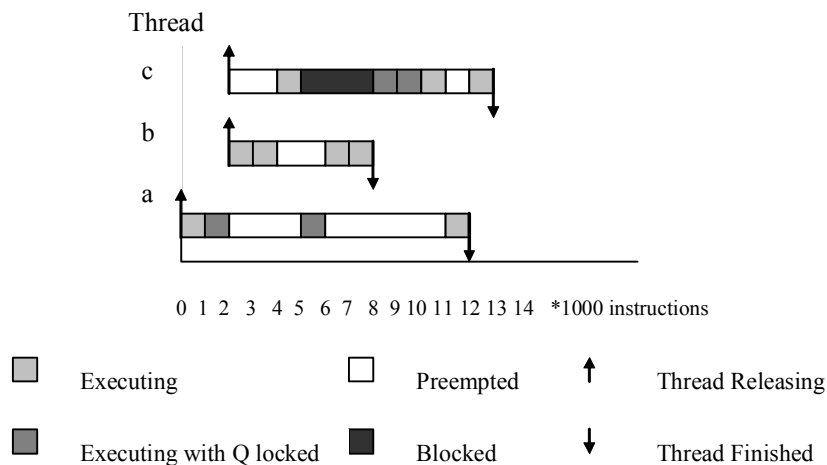 Thread
c
b
a
0 1 2 3 4 5 6 7 8 9 10 11 12 13 14 *1000 instructions
Executing Preempted Thread Releasing
Executing with Q locked Blocked Thread Finished